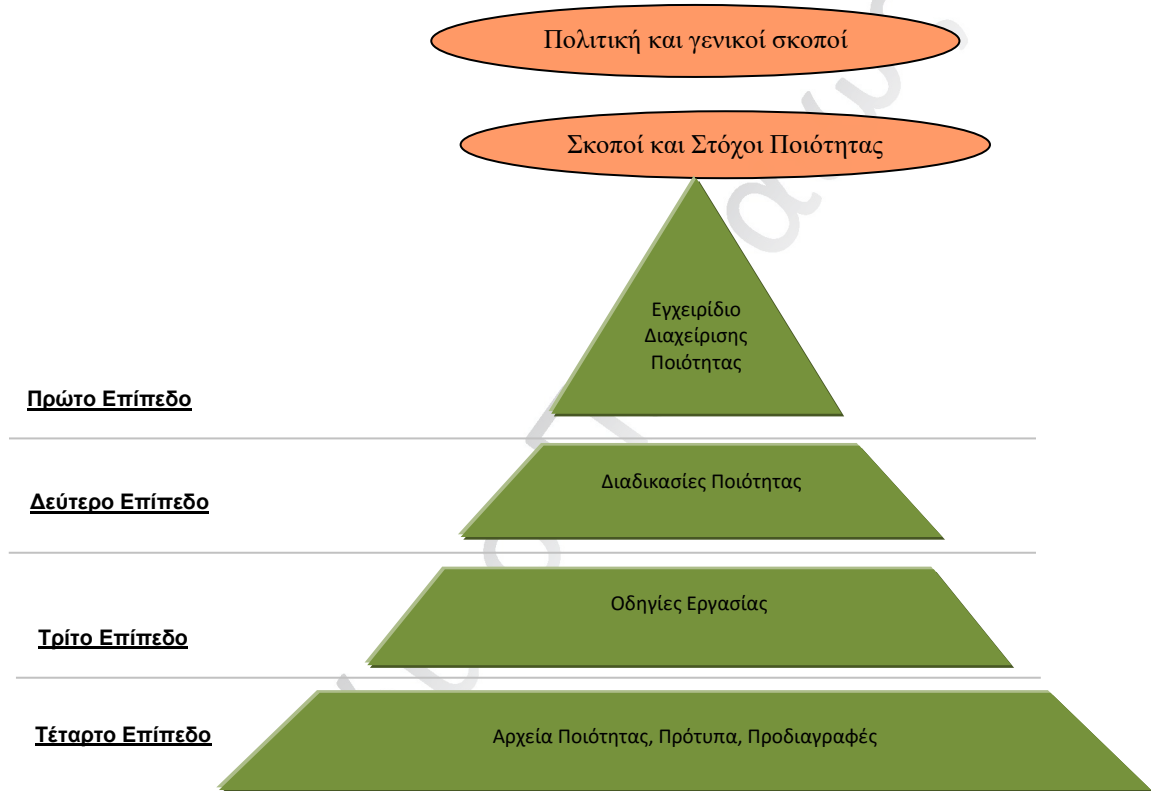 Πολιτική και γενικοί σκοποί
Σκοποί και Στόχοι Ποιότητας
Εγχειρίδιο
Διαχείρισης
Ποιότητας
Πρώτο Επίπεδο
Διαδικασίες Ποιότητας
Δεύτερο Επίπεδο
Οδηγίες Εργασίας
Τρίτο Επίπεδο
Τέταρτο Επίπεδο
Αρχεία Ποιότητας, Πρότυπα, Προδιαγραφές